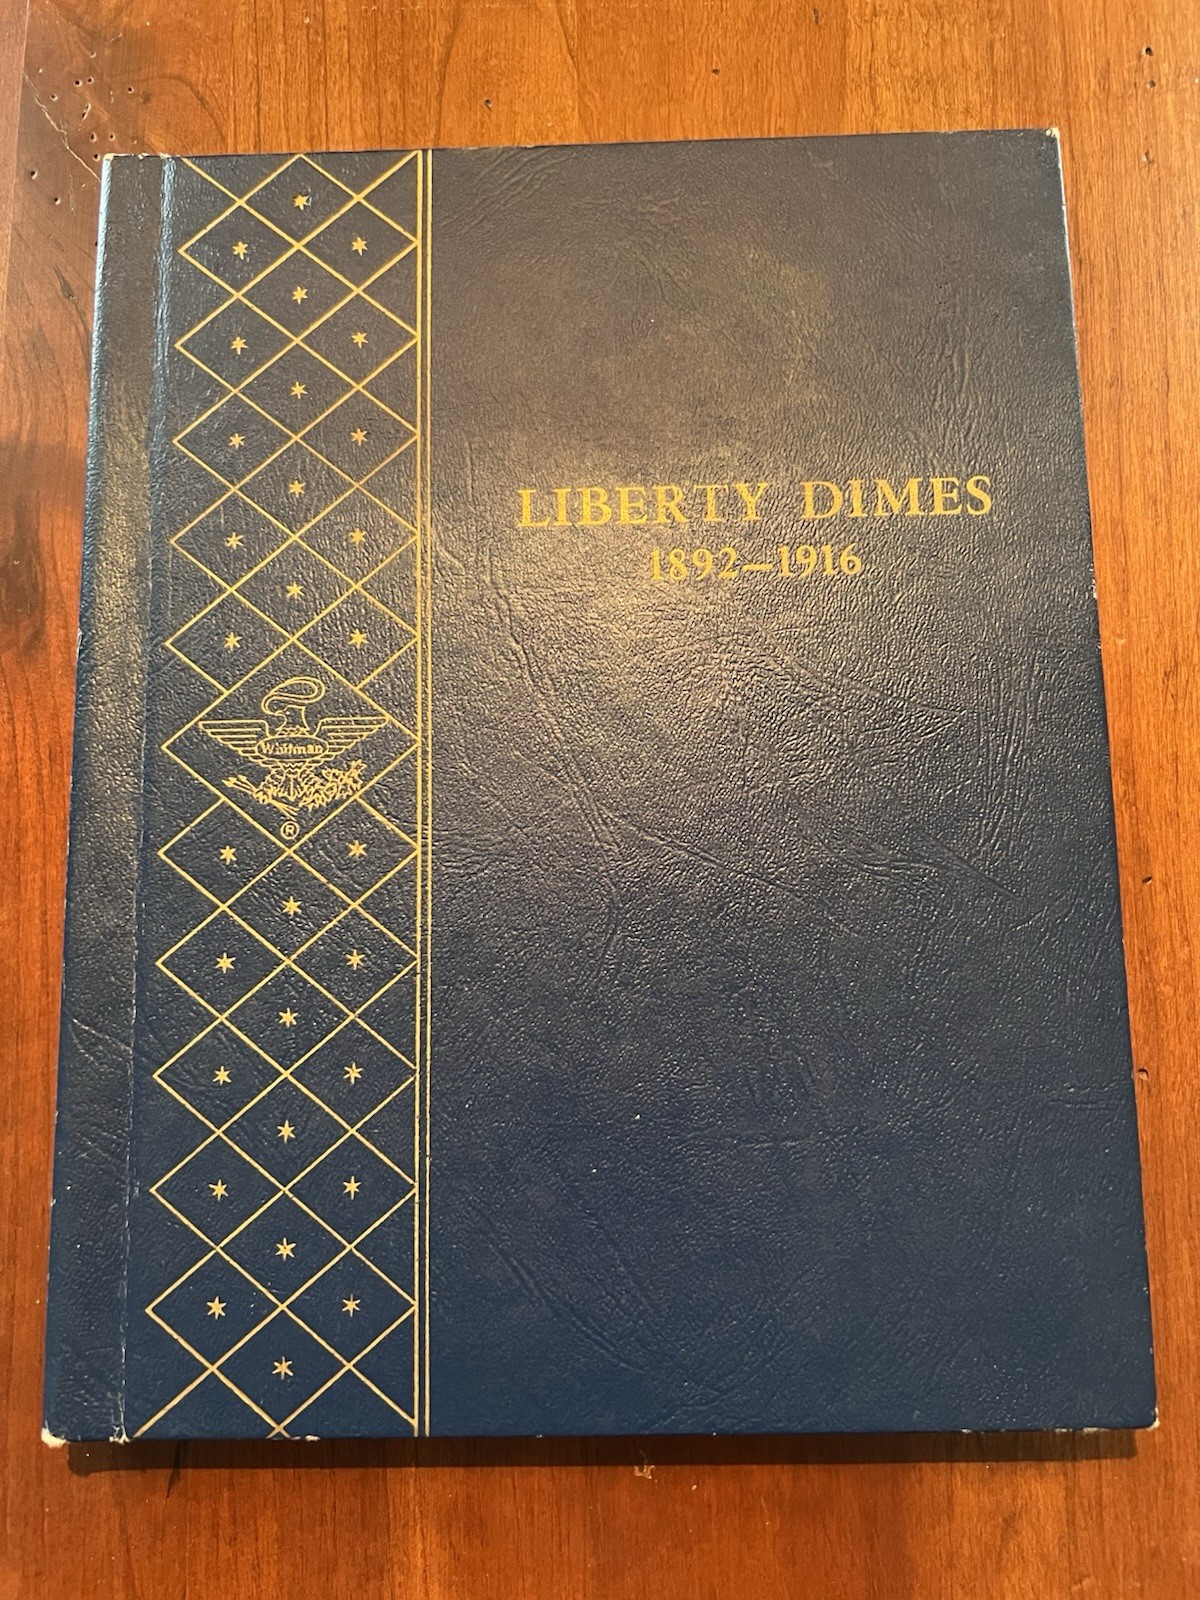 LIBERTY DIMES
1892–1916
Whitman
®